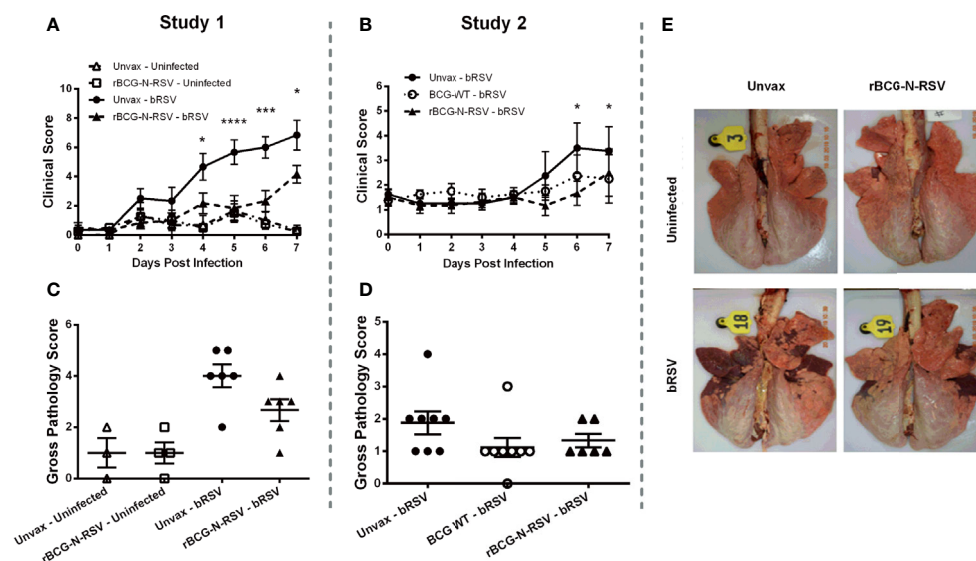 Study 1
Study 2
A
Unvax - Uninfected
rBCG-N-RSV - Uninfected
Unvax - bRSV
rBCG-N-RSV - bRSV
Clinical Score
10
8
6
4
2
0
* **** *** *
0 1 2 3 4 5 6 7
Days Post Infection
B
Unvax - bRSV
BCG-WT - bRSV
rBCG-N-RSV - bRSV
Clinical Score
6
5
4
3
2
1
0
* *
0 1 2 3 4 5 6 7
Days Post Infection
C
Gross Pathology Score
6
4
2
0
Unvax - Uninfected
rBCG-N-RSV - Uninfected
Unvax - bRSV
rBCG-N-RSV - bRSV
D
Gross Pathology Score
5
4
3
2
1
0
Unvax - bRSV
BCG WT - bRSV
rBCG-N-RSV - bRSV
E
Unvax
rBCG-N-RSV
Uninfected
3
bRSV
18
19